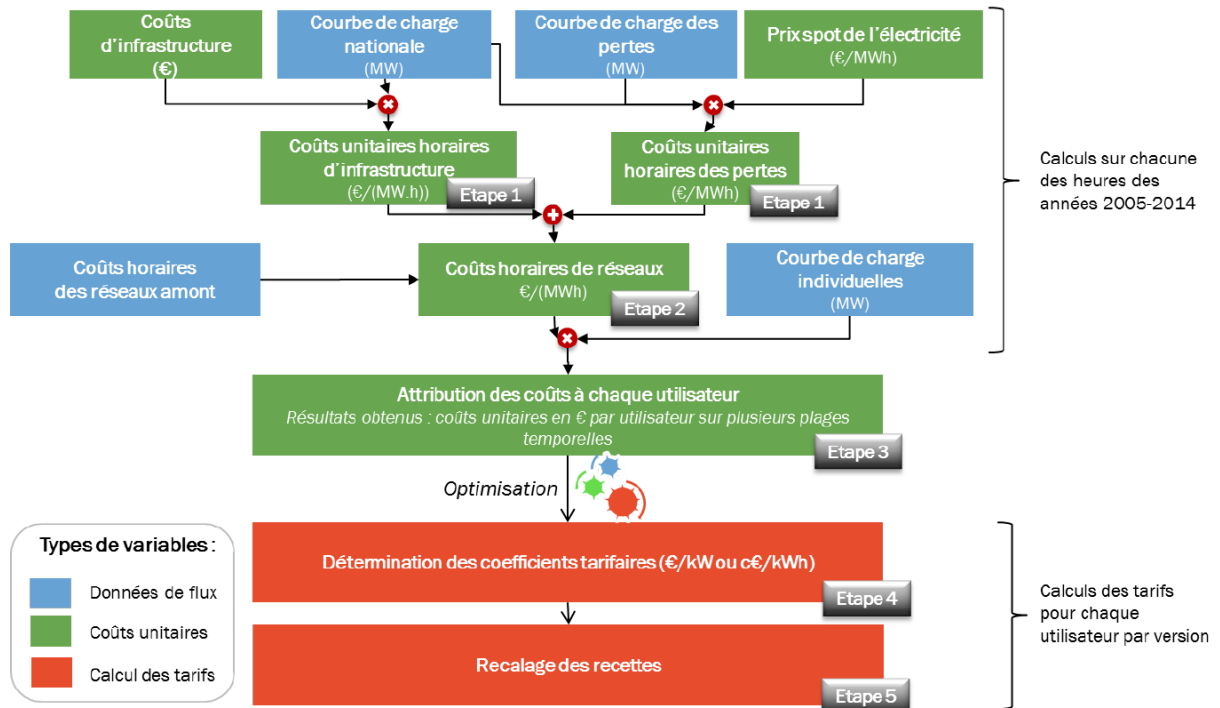 Coûts
d'infrastructure
(€)
Courbe de charge
nationale
(MW)
Courbe de charge des
pertes
(MW)
Prix spot de l'électricité
(€/MWh)
Coûts unitaires horaires
d'infrastructure
(€/(MW.h))
Etape 1
Coûts unitaires
horaires des pertes
(€/MWh)
Etape 1
Calculs sur chacune
des heures des
années 2005-2014
Coûts horaires
des réseaux amont
Coûts horaires de réseaux
€/(MWh)
Etape 2
Courbe de charge
individuelles
(MW)
Attribution des coûts à chaque utilisateur
Résultats obtenus : coûts unitaires en € par utilisateur sur plusieurs plages
temporelles
Etape 3
Optimisation
Types de variables :
Données de flux
Coûts unitaires
Calcul des tarifs
Détermination des coefficients tarifaires (€/kW ou c€/kWh)
Etape 4
Recalage des recettes
Etape 5
Calculs des tarifs
pour chaque
utilisateur par version